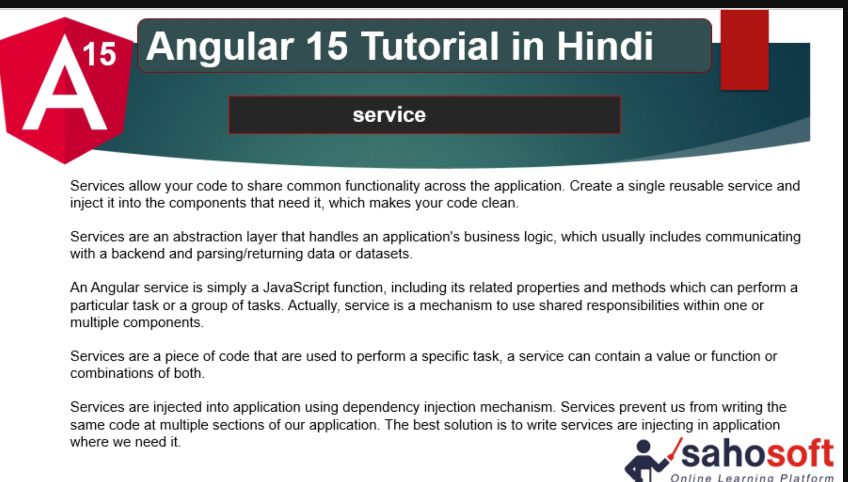 15
Angular 15 Tutorial in Hindi
service
Services allow your code to share common functionality across the application. Create a single reusable service and
inject it into the components that need it, which makes your code clean.
Services are an abstraction layer that handles an application's business logic, which usually includes communicating
with a backend and parsing/returning data or datasets.
An Angular service is simply a JavaScript function, including its related properties and methods which can perform a
particular task or a group of tasks. Actually, service is a mechanism to use shared responsibilities within one or
multiple components.
Services are a piece of code that are used to perform a specific task, a service can contain a value or function or
combinations of both.
Services are injected into application using dependency injection mechanism. Services prevent us from writing the
same code at multiple sections of our application. The best solution is to write services are injecting in application
where we need it.
sahosoft
Online Learning Platform